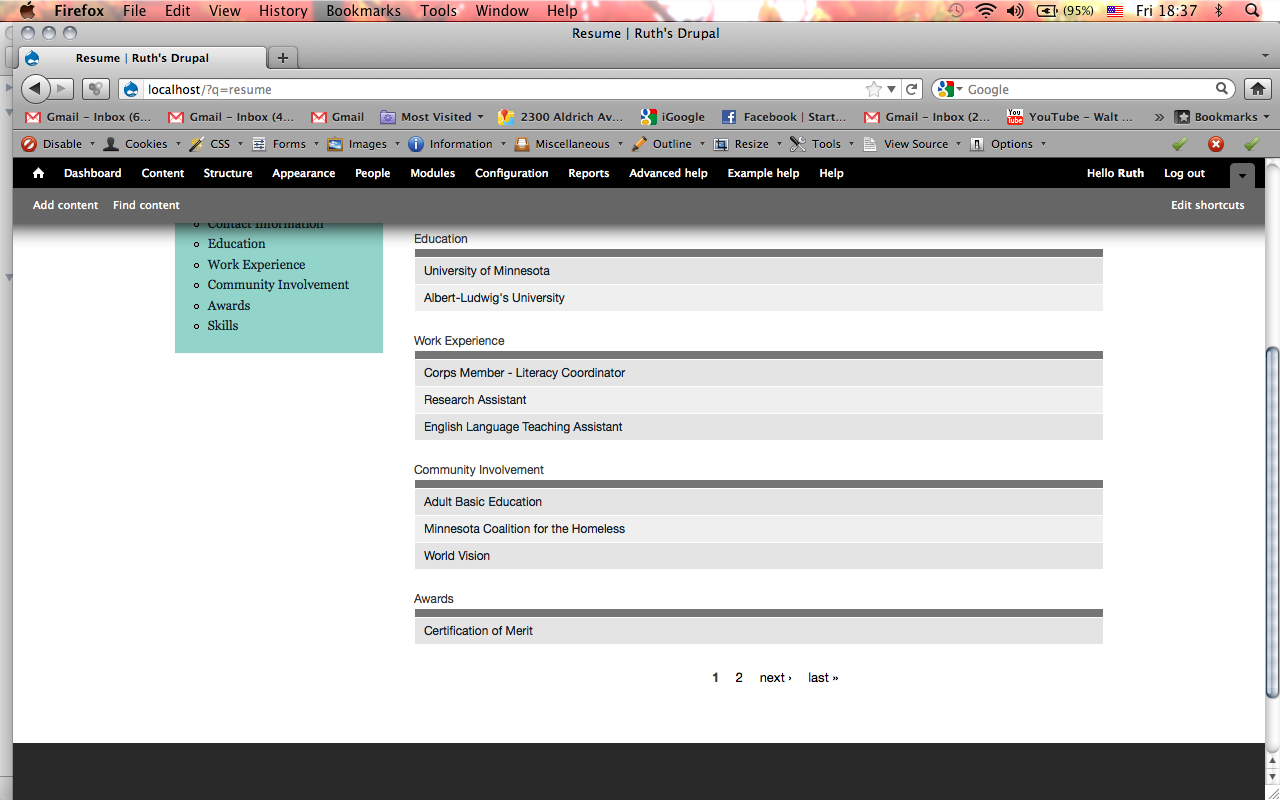 Firefox File Edit View History Bookmarks Tools Window Help (95%) Fri 18:37
Resume | Ruth's Drupal
Resume | Ruth's Drupal
localhost/?q=resume Google
Gmail – Inbox (6... Gmail – Inbox (4... Gmail Most Visited 2300 Aldrich Av... iGoogle Facebook | Start... Gmail – Inbox (2... You Tube YouTube – Walt ... » Bookmarks
Disable Cookies CSS Forms Images Information Miscellaneous Outline Resize Tools View Source Options
Dashboard Content Structure Appearance People Modules Configuration Reports Advanced help Example help Help Hello Ruth Log out
Add content Find content Edit shortcuts
Contact Information
Education
Work Experience
Community Involvement
Awards
Skills
Education
University of Minnesota
Albert-Ludwig's University
Work Experience
Corps Member - Literacy Coordinator
Research Assistant
English Language Teaching Assistant
Community Involvement
Adult Basic Education
Minnesota Coalition for the Homeless
World Vision
Awards
Certification of Merit
1 2 next › last »